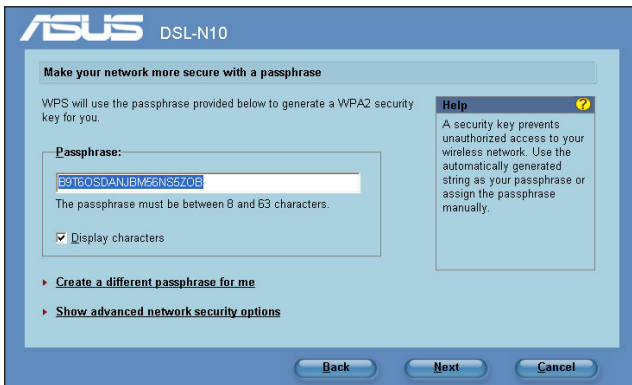 ASUS DSL-N10
Make your network more secure with a passphrase
WPS will use the passphrase provided below to generate a WPA2 security
key for you.
Passphrase:
B9T6OSDANJBM56NS5ZOB
The passphrase must be between 8 and 63 characters.
Display characters
Create a different passphrase for me
Show advanced network security options
Help ?
A security key prevents
unauthorized access to your
wireless network. Use the
automatically generated
string as your passphrase or
assign the passphrase
manually.
Back Next Cancel